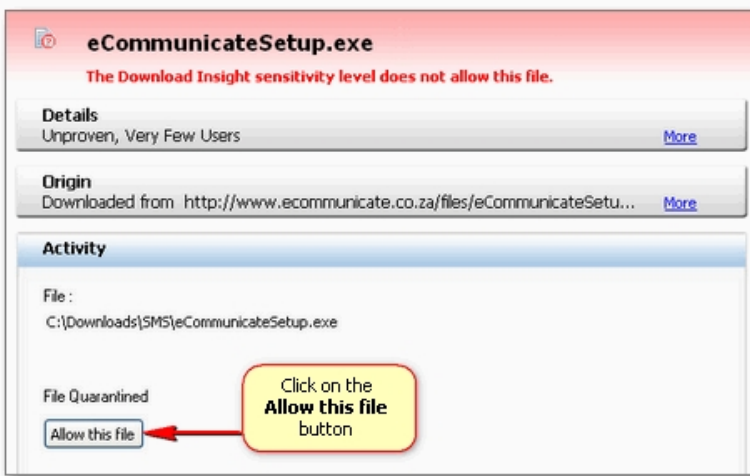 eCommunicateSetup.exe
The Download Insight sensitivity level does not allow this file.
Details
Unproven, Very Few Users
More
Origin
Downloaded from http://www.ecommunicate.co.za/files/eCommunicateSetu...
More
Activity
File :
C:\Downloads\SMS\eCommunicateSetup.exe
File Quarantined
Allow this file
Click on the
Allow this file
button